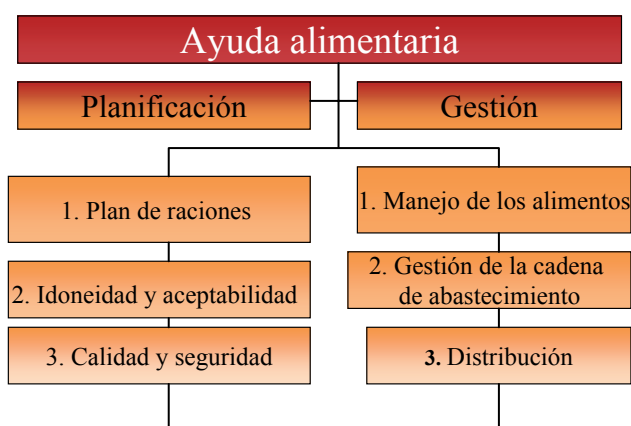 Ayuda alimentaria
Planificación
Gestión
1. Plan de raciones
2. Idoneidad y aceptabilidad
3. Calidad y seguridad
1. Manejo de los alimentos
2. Gestión de la cadena
de abastecimiento
3. Distribución